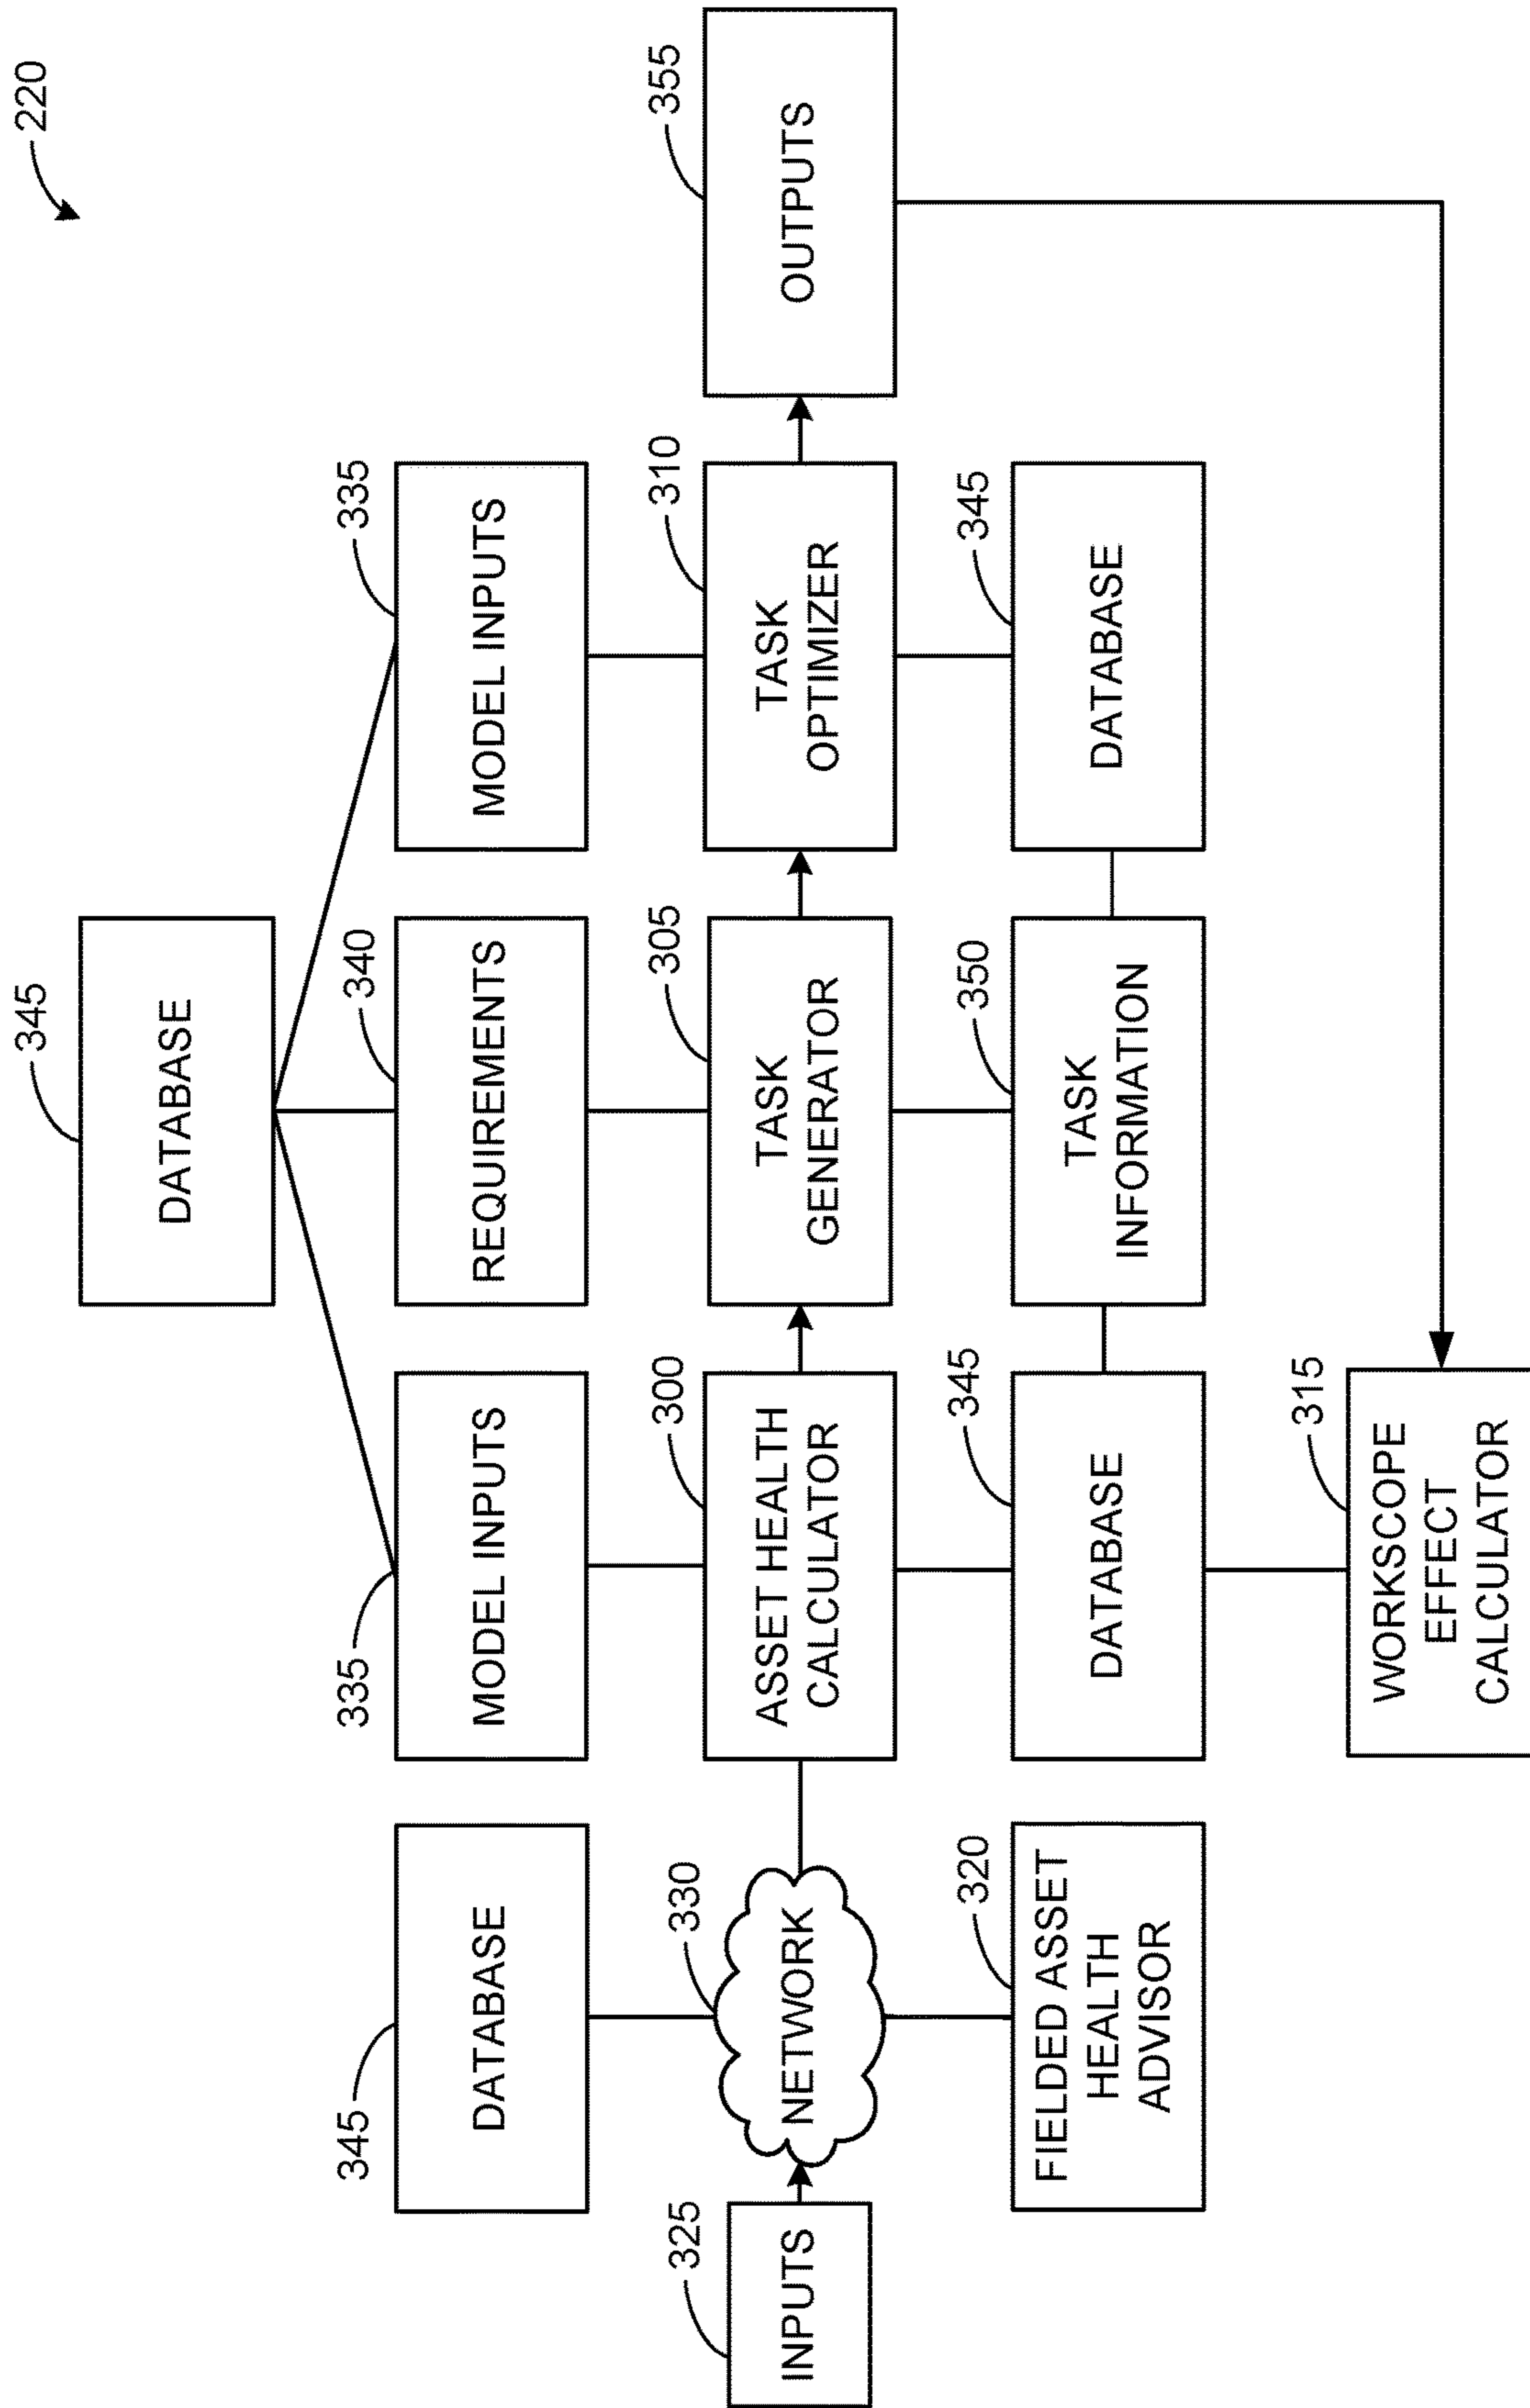 220
345
DATABASE
345
DATABASE
335
MODEL INPUTS
340
REQUIREMENTS
335
MODEL INPUTS
325
INPUTS
330
NETWORK
300
ASSET HEALTH
CALCULATOR
305
TASK
GENERATOR
310
TASK
OPTIMIZER
355
OUTPUTS
320
FIELDED ASSET
HEALTH
ADVISOR
345
DATABASE
350
TASK
INFORMATION
345
DATABASE
315
WORKSCOPE
EFFECT
CALCULATOR